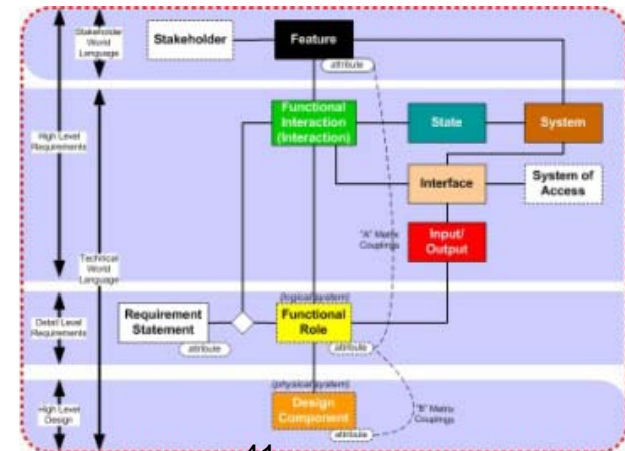 Stakeholder
World
Language
Stakeholder
Feature
attribute
High Level
Requirements
Functional
Interaction
(Interaction)
State
System
Interface
System of
Access
"A" Matrix
Couplings
Input/
Output
Technical
World
Language
(logical system)
Detail Level
Requirements
Requirement
Statement
attribute
Functional
Role
attribute
(physical system)
High Level
Design
Design
Component
attribute
"B" Matrix
Couplings
41